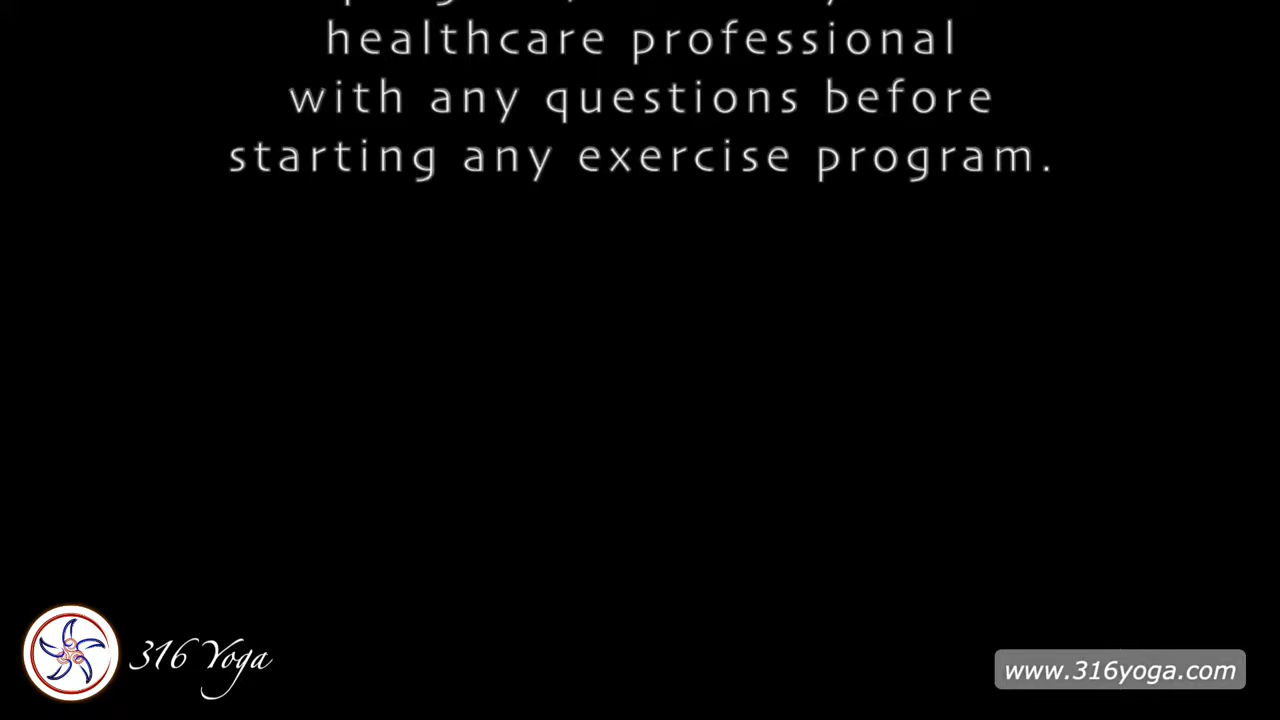 healthcare professional
with any questions before
starting any exercise program.
316 Yoga
www.316yoga.com